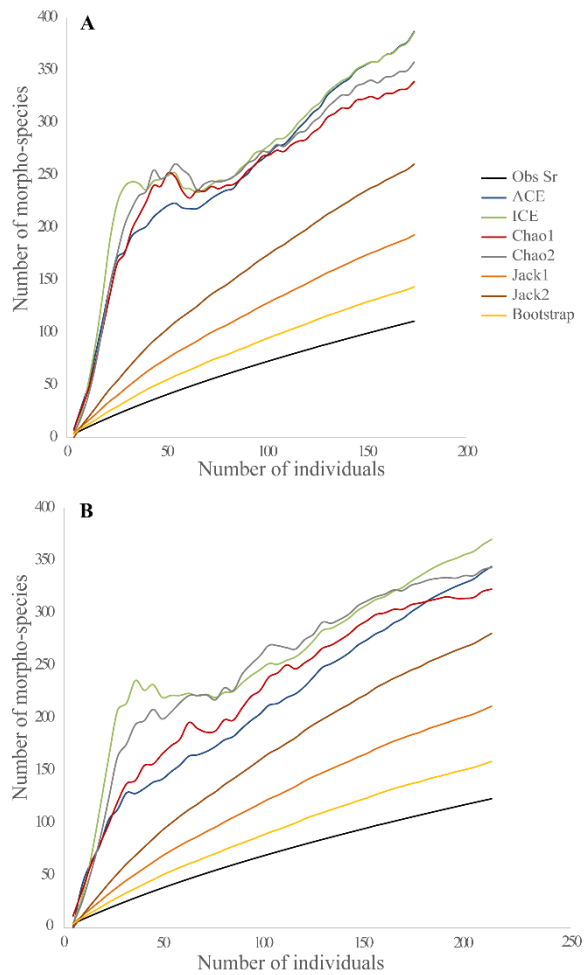 A
400
350
300
250
200
150
100
50
0
Number of morpho-species
0 50 100 150 200
Number of individuals
Obs Sr
ACE
ICE
Chao1
Chao2
Jack1
Jack2
Bootstrap
B
400
350
300
250
200
150
100
50
0
Number of morpho-species
0 50 100 150 200 250
Number of individuals